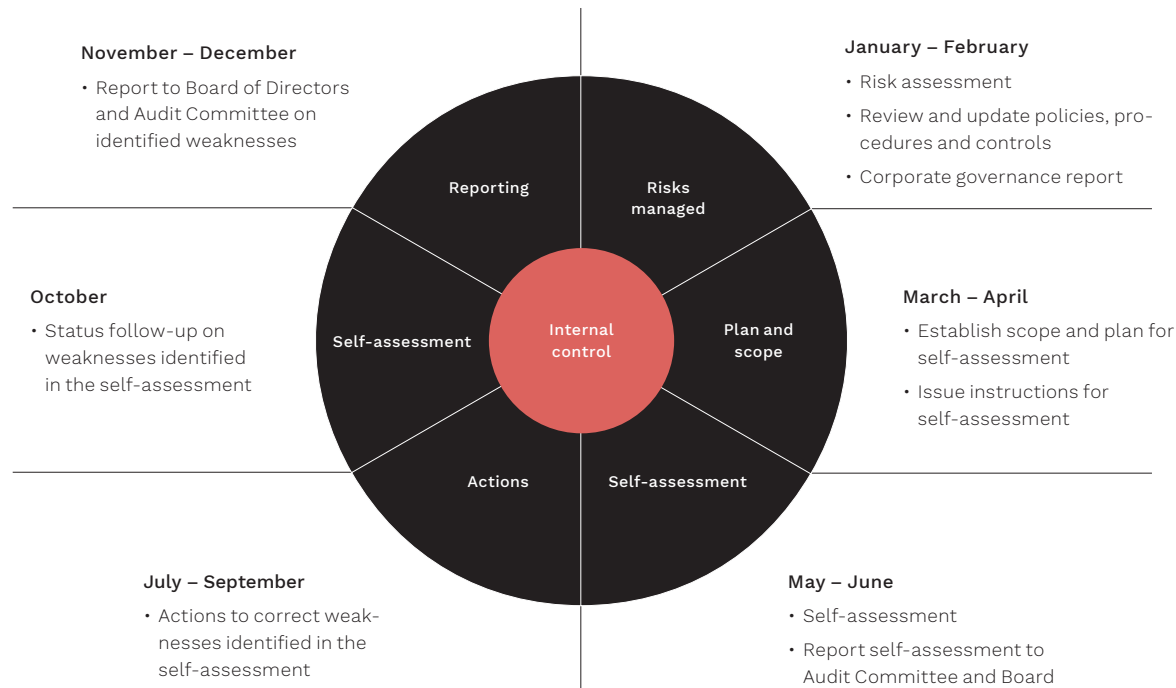 November – December
• Report to Board of Directors
and Audit Committee on
identified weaknesses
January – February
• Risk assessment
• Review and update policies, pro-
cedures and controls
• Corporate governance report
Reporting
Risks
managed
October
• Status follow-up on
weaknesses identified
in the self-assessment
Self-assessment
Internal
control
Plan and
scope
March – April
• Establish scope and plan for
self-assessment
• Issue instructions for
self-assessment
Actions
Self-assessment
July – September
• Actions to correct weak-
nesses identified in the
self-assessment
May – June
• Self-assessment
• Report self-assessment to
Audit Committee and Board